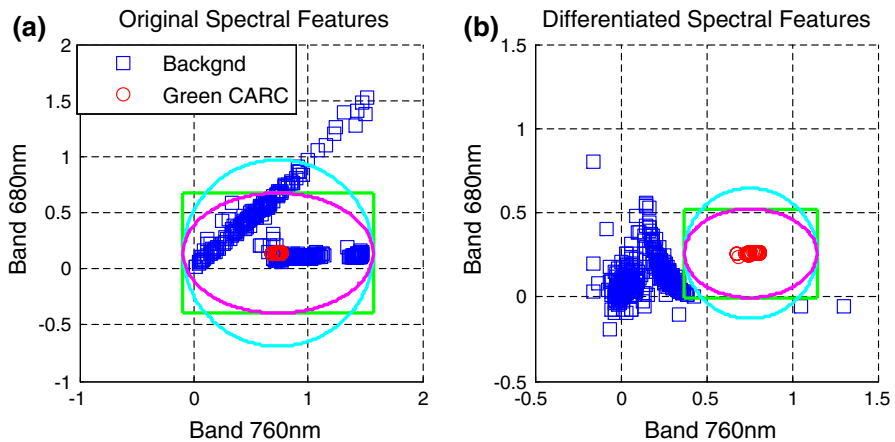 (a) Original Spectral Features
2
1.5
1
0.5
0
-0.5
-1
Band 680nm
Backgnd
Green CARC
-1 0 1 2
Band 760nm
(b) Differentiated Spectral Features
1.5
1
0.5
0
-0.5
Band 680nm
-0.5 0 0.5 1 1.5
Band 760nm